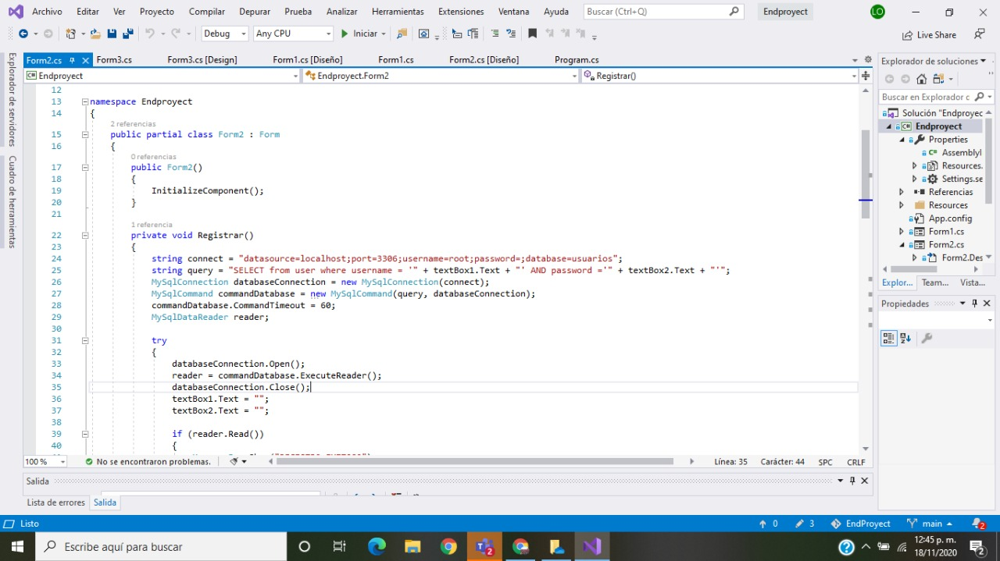 Archivo Editar Ver Proyecto Compilar Depurar Prueba Analizar Herramientas Extensiones Ventana Ayuda Buscar (Ctrl+Q) Endproyect LO
Debug Any CPU Iniciar Live Share
Explorador de servidores
Cuadro de herramientas
Form2.cs Form3.cs Form3.cs [Design] Form1.cs [Diseño] Form1.cs Form2.cs [Diseño] Program.cs
Endproyect Endproyect.Form2 Registrar()
12
13 namespace Endproyect
14 {
2 referencias
15 public partial class Form2 : Form
16 {
0 referencias
17 public Form2()
18 {
19 InitializeComponent();
20 }
21
1 referencia
22 private void Registrar()
23 {
24 string connect = "datasource=localhost;port=3306;username=root;password=;database=usuarios";
25 string query = "SELECT from user where username = '" + textBox1.Text + "' AND password ='" + textBox2.Text + "'";
26 MySqlConnection databaseConnection = new MySqlConnection(connect);
27 MySqlCommand commandDatabase = new MySqlCommand(query, databaseConnection);
28 commandDatabase.CommandTimeout = 60;
29 MySqlDataReader reader;
30
31 try
32 {
33 databaseConnection.Open();
34 reader = commandDatabase.ExecuteReader();
35 databaseConnection.Close();
36 textBox1.Text = "";
37 textBox2.Text = "";
38
39 if (reader.Read())
40 {
100 % No se encontraron problemas. Línea: 35 Carácter: 44 SPC CRLF
Salida
Lista de errores Salida
Explorador de soluciones
Buscar en Explorador c
Solución "Endproyec
Endproyect
Properties
AssemblyI
Resources.
Settings.se
Referencias
Resources
App.config
Form1.cs
Form2.cs
Form2.Des
Explor... Team... Vista...
Propiedades
Listo 0 3 EndProyect main 2
Escribe aquí para buscar 2 12:45 p. m.
18/11/2020 2